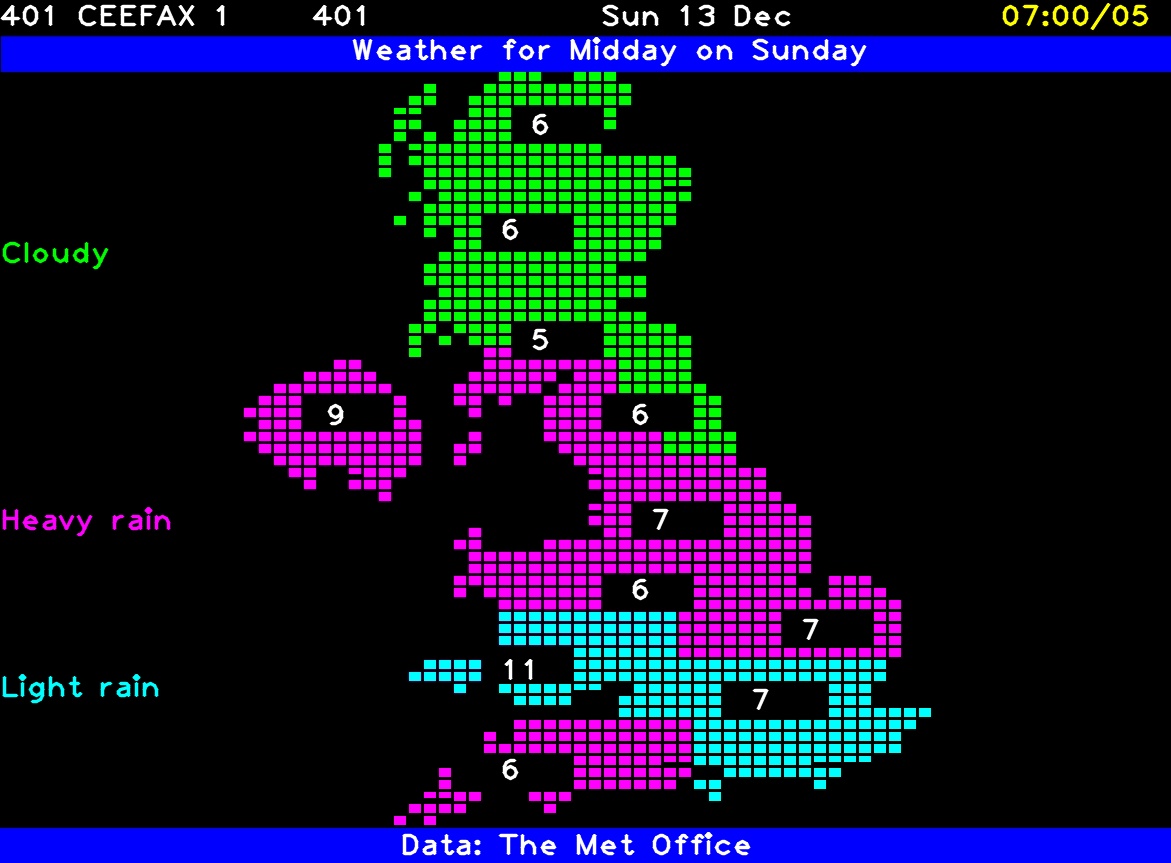 401 CEEFAX 1 401 Sun 13 Dec 07:00/05
Weather for Midday on Sunday
6
6
Cloudy
5
9 6
Heavy rain 7
6
7
11
Light rain 7
6
Data: The Met Office